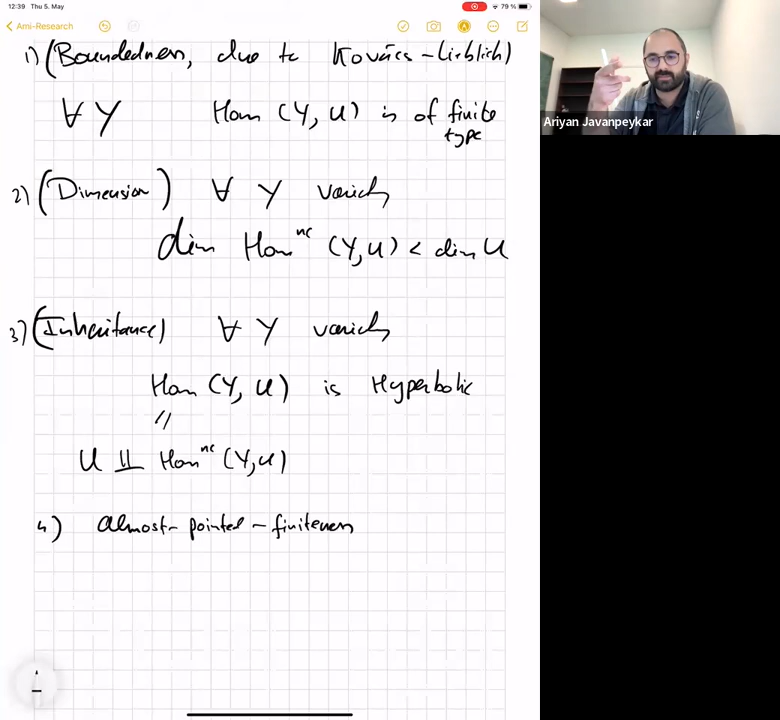 12:39 Thu 5. May
79 %
Ami-Research
Ariyan Javanpeykar
1) (Boundedness, due to Kovács-Lieblich)
∀ Y Hom (Y, U) is of finite type
2) (Dimension) ∀ Y variety
dim Hom^nc (Y, U) < dim U
3) (Inheritance) ∀ Y variety
Hom (Y, U) is Hyperbolic
=
U ⨿ Hom^nc (Y, U)
4) almost-pointed-finiteness